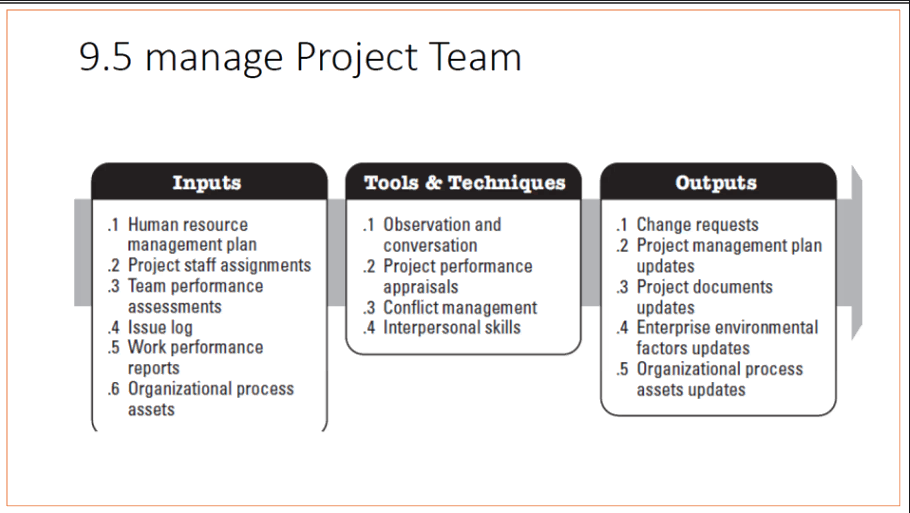 9.5 manage Project Team
Inputs
.1 Human resource
management plan
.2 Project staff assignments
.3 Team performance
assessments
.4 Issue log
.5 Work performance
reports
.6 Organizational process
assets
Tools & Techniques
.1 Observation and
conversation
.2 Project performance
appraisals
.3 Conflict management
.4 Interpersonal skills
Outputs
.1 Change requests
.2 Project management plan
updates
.3 Project documents
updates
.4 Enterprise environmental
factors updates
.5 Organizational process
assets updates